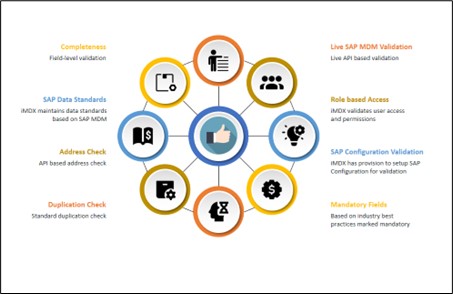 Completeness
Field-level validation
SAP Data Standards
iMDX maintains data standards
based on SAP MDM
Address Check
API based address check
Duplication Check
Standard duplication check
Live SAP MDM Validation
Live API based validation
Role based Access
iMDX validates user access
and permissions
SAP Configuration Validation
iMDX has provision to setup SAP
Configuration for validation
Mandatory Fields
Based on industry best
practices marked mandatory